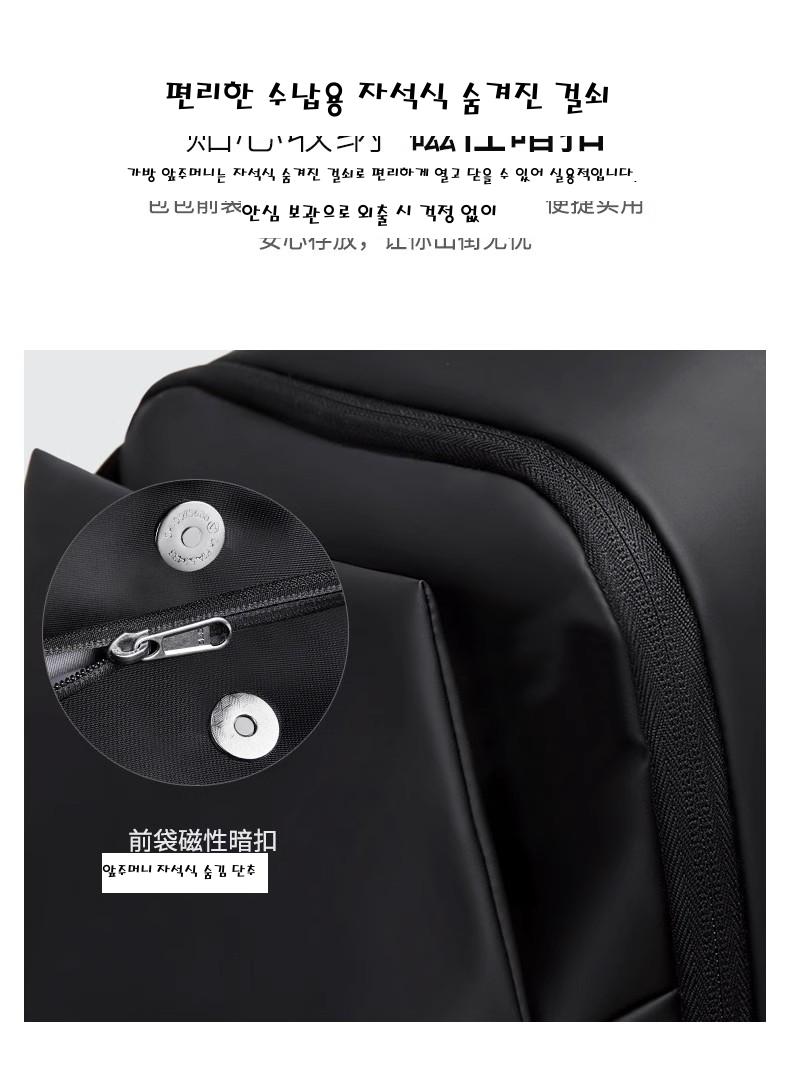 편리한 수납용 자석식 숨겨진 걸쇠
가방 앞주머니는 자석식 숨겨진 걸쇠로 편리하게 열고 닫을 수 있어 실용적입니다.
包包前袋 便捷实用
안심 보관으로 외출 시 걱정 없이
安心存放，让你出街无忧
前袋磁性暗扣
앞주머니 자석식 숨김 단추